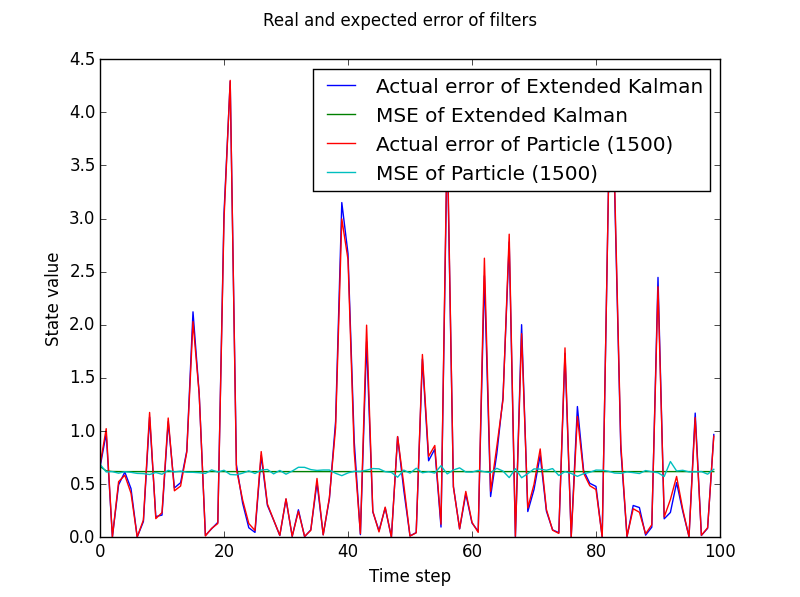 Real and expected error of filters
4.5
4.0
3.5
3.0
2.5
2.0
1.5
1.0
0.5
0.0
State value
Actual error of Extended Kalman
MSE of Extended Kalman
Actual error of Particle (1500)
MSE of Particle (1500)
0 20 40 60 80 100
Time step